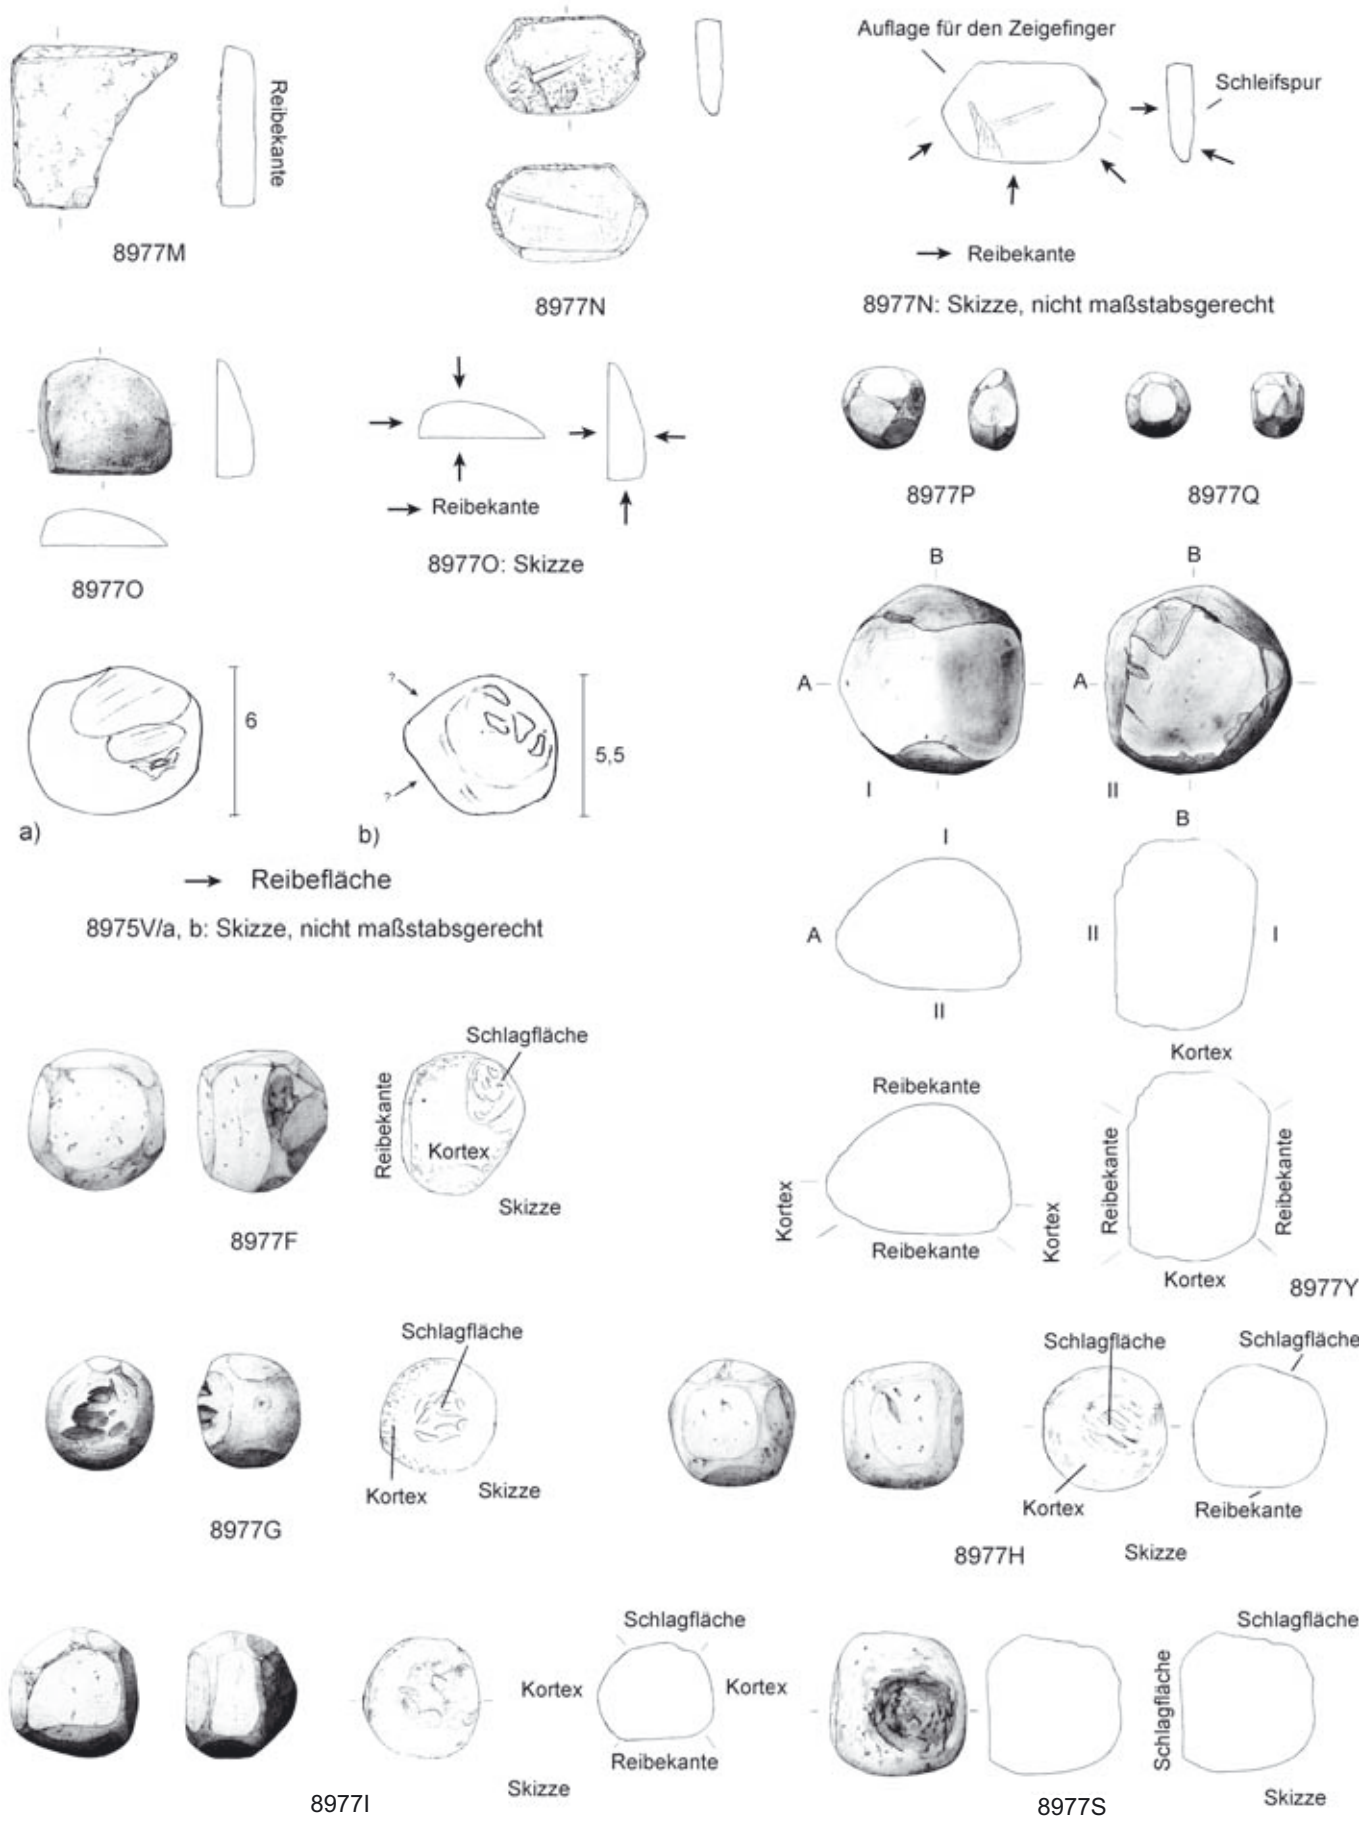 Reibekante
8977M
8977N
Auflage für den Zeigefinger
Schleifspur
Reibekante
8977N: Skizze, nicht maßstabsgerecht
8977O
Reibekante
8977O: Skizze
8977P
8977Q
6
a)
?
?
5,5
b)
Reibefläche
8975V/a, b: Skizze, nicht maßstabsgerecht
B
B
A
A
I
II
B
I
A
II
I
II
Kortex
Reibekante
Kortex
Kortex
Reibekante
Reibekante
Reibekante
Kortex
8977Y
Schlagfläche
Reibekante
Kortex
Skizze
8977F
Schlagfläche
Kortex
Skizze
8977G
Schlagfläche
Schlagfläche
Kortex
Reibekante
8977H
Skizze
Schlagfläche
Kortex
Kortex
Reibekante
Skizze
8977I
Schlagfläche
Schlagfläche
Skizze
8977S